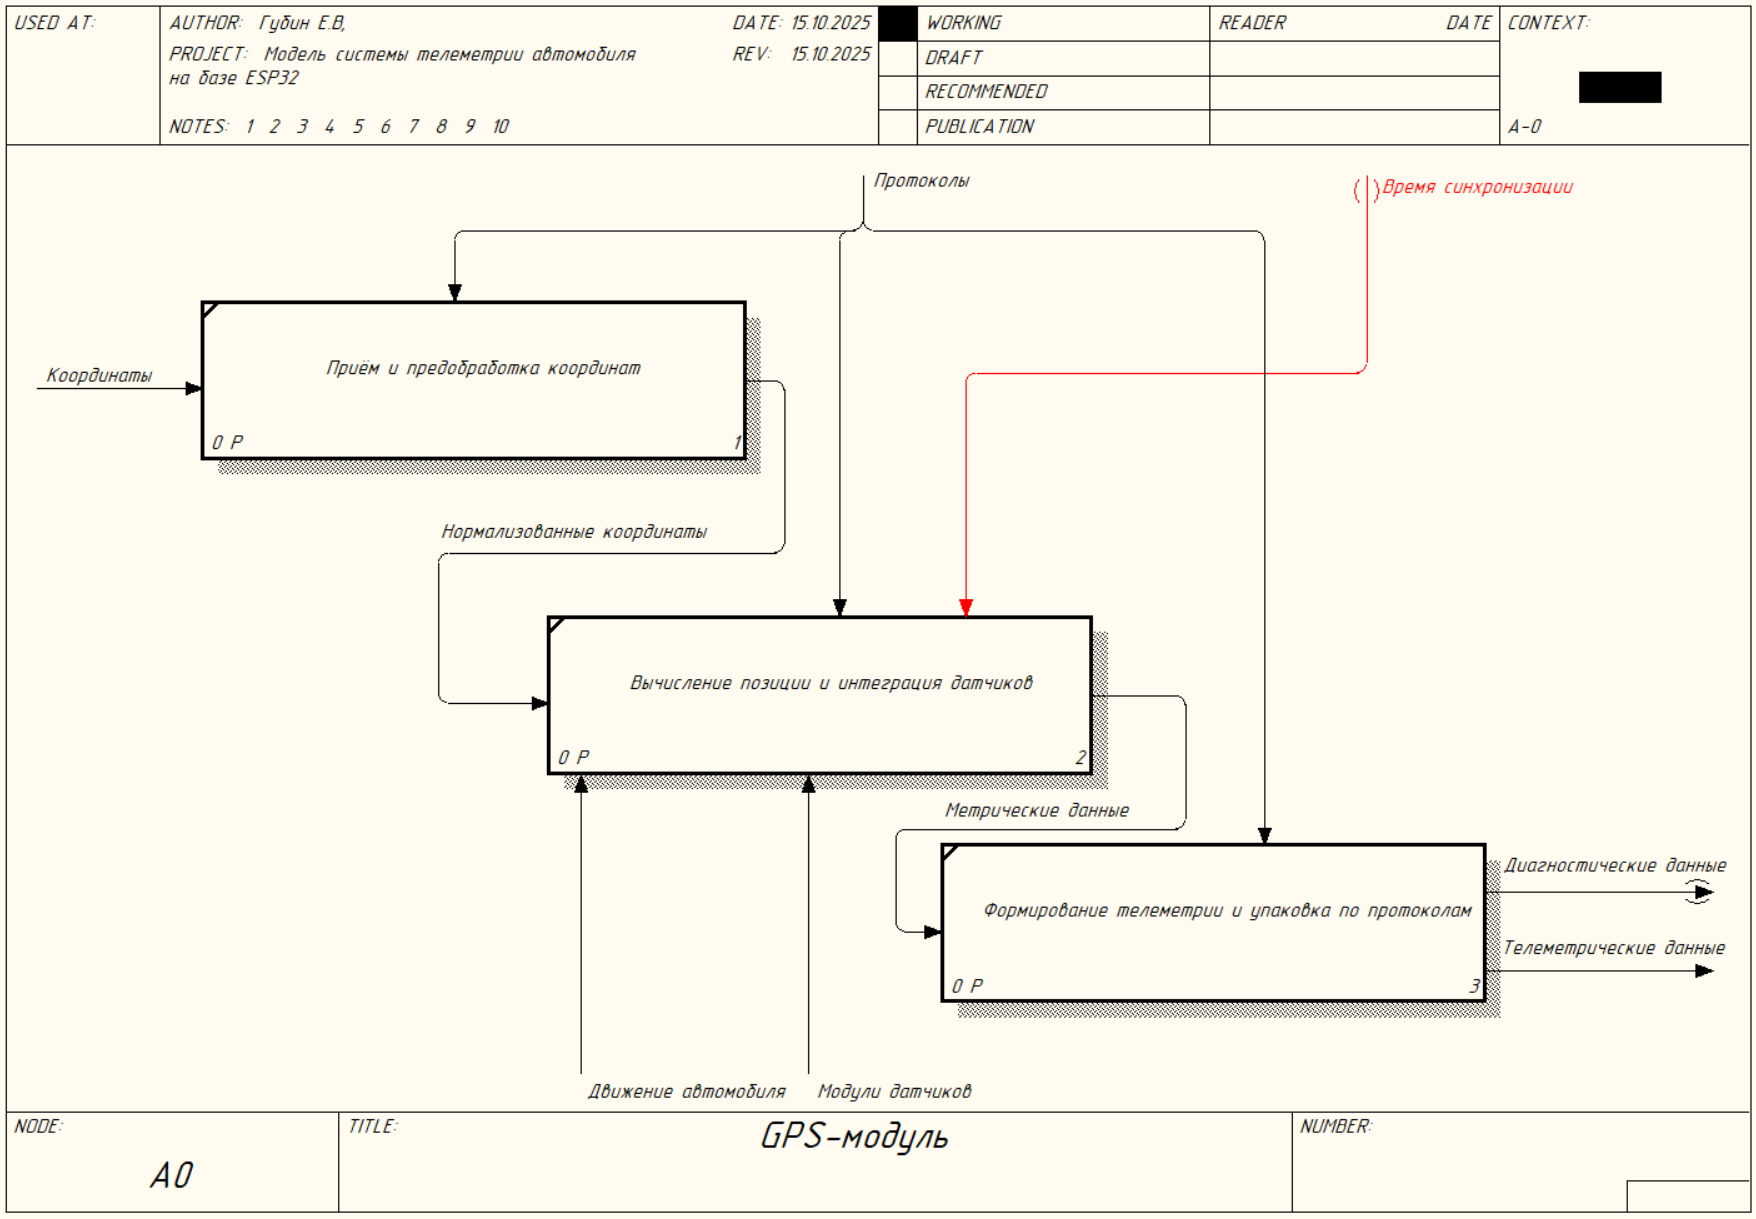 USED AT:
AUTHOR: Губин Е.В,
DATE: 15.10.2025
PROJECT: Модель системы телеметрии автомобиля
на базе ESP32
REV: 15.10.2025
NOTES: 1 2 3 4 5 6 7 8 9 10
WORKING
DRAFT
RECOMMENDED
PUBLICATION
READER DATE
CONTEXT:
A-0
Протоколы
Время синхронизации
Координаты
Приём и предобработка координат
0 Р 1
Нормализованные координаты
Вычисление позиции и интеграция датчиков
0 Р 2
Метрические данные
Формирование телеметрии и упаковка по протоколам
0 Р 3
Диагностические данные
Телеметрические данные
Движение автомобиля
Модули датчиков
NODE:
A0
TITLE:
GPS-модуль
NUMBER: